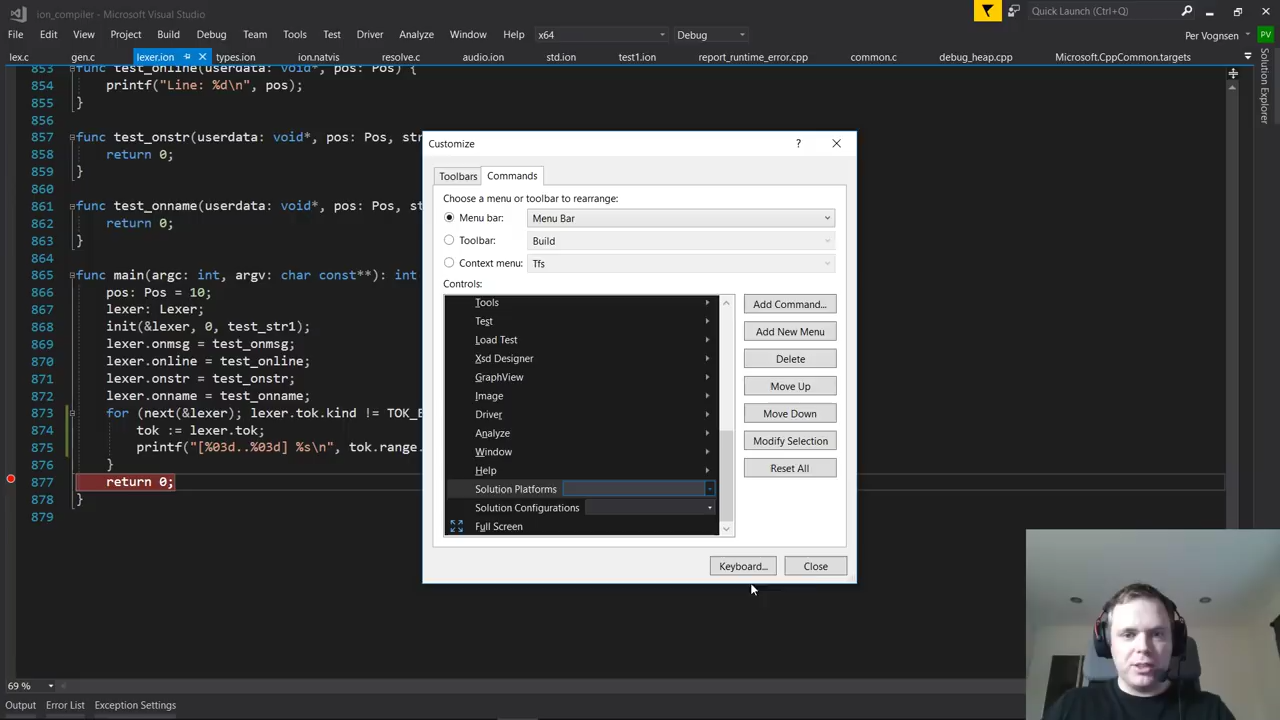 ion_compiler - Microsoft Visual Studio
Quick Launch (Ctrl+Q)
File Edit View Project Build Debug Team Tools Test Driver Analyze Window Help x64 Debug Per Vognsen PV
lex.c gen.c lexer.ion types.ion ion.natvis resolve.c audio.ion std.ion test1.ion report_runtime_error.cpp common.c debug_heap.cpp Microsoft.CppCommon.targets
Solution Explorer
853 func test_online(userdata: void*, pos: Pos) {
854 printf("Line: %d\n", pos);
855 }
856
857 func test_onstr(userdata: void*, pos: Pos, str
858 return 0;
859 }
860
861 func test_onname(userdata: void*, pos: Pos, st
862 return 0;
863 }
864
865 func main(argc: int, argv: char const**): int
866 pos: Pos = 10;
867 lexer: Lexer;
868 init(&lexer, 0, test_str1);
869 lexer.onmsg = test_onmsg;
870 lexer.online = test_online;
871 lexer.onstr = test_onstr;
872 lexer.onname = test_onname;
873 for (next(&lexer); lexer.tok.kind != TOK_E
874 tok := lexer.tok;
875 printf("[%03d..%03d] %s\n", tok.range.
876 }
877 return 0;
878 }
879
Customize
? 
Toolbars Commands
Choose a menu or toolbar to rearrange:
Menu bar: Menu Bar
Toolbar: Build
Context menu: Tfs
Controls:
Tools
Test
Load Test
Xsd Designer
GraphView
Image
Driver
Analyze
Window
Help
Solution Platforms
Solution Configurations
Full Screen
Add Command...
Add New Menu
Delete
Move Up
Move Down
Modify Selection
Reset All
Keyboard... Close
69 %
Output Error List Exception Settings